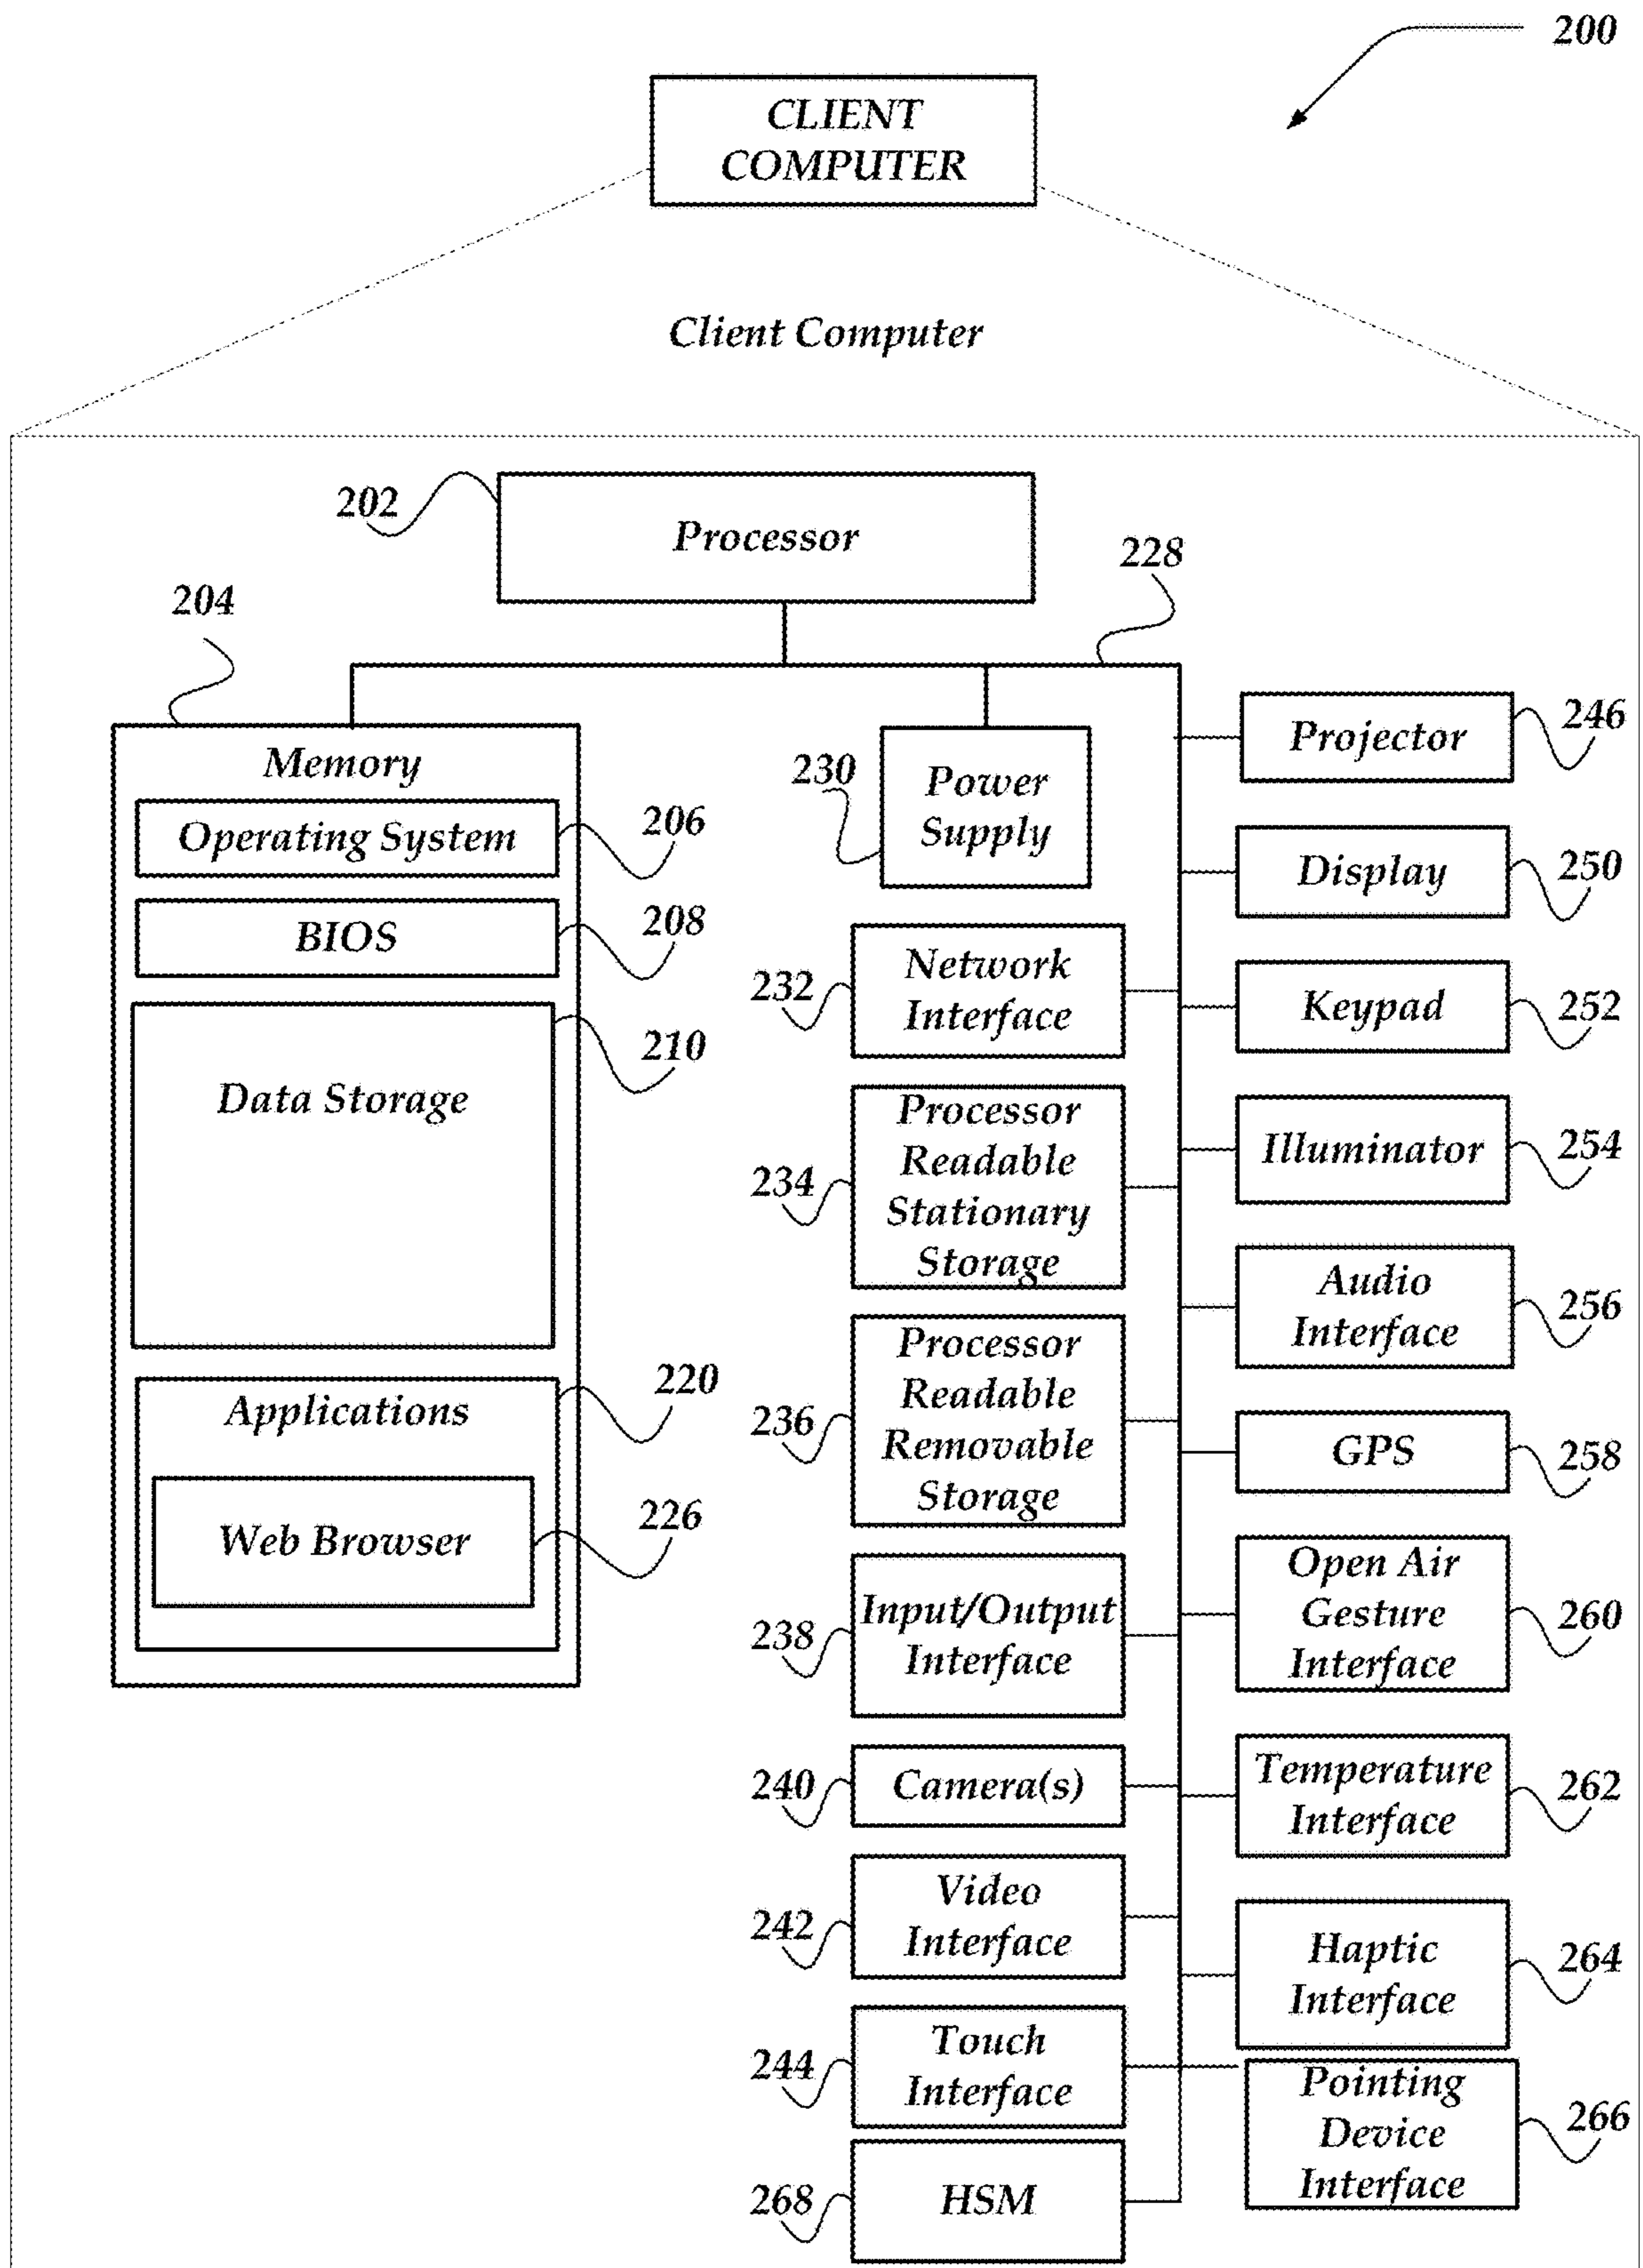 200
CLIENT
COMPUTER
Client Computer
202
Processor
228
204
Memory
Operating System
206
BIOS
208
Data Storage
210
Applications
220
Web Browser
226
230
Power
Supply
232
Network
Interface
234
Processor
Readable
Stationary
Storage
236
Processor
Readable
Removable
Storage
238
Input/Output
Interface
240
Camera(s)
242
Video
Interface
244
Touch
Interface
268
HSM
Projector
246
Display
250
Keypad
252
Illuminator
254
Audio
Interface
256
GPS
258
Open Air
Gesture
Interface
260
Temperature
Interface
262
Haptic
Interface
264
Pointing
Device
Interface
266